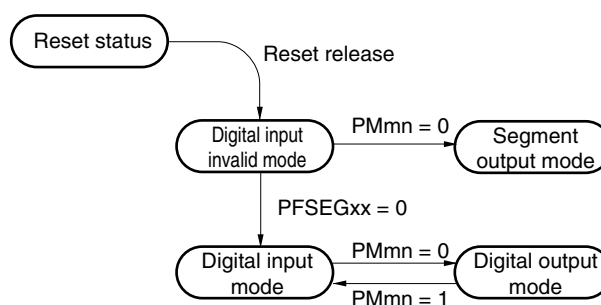 Reset status
Reset release
Digital input
invalid mode
PMmn = 0
Segment
output mode
PFSEGxx = 0
Digital input
mode
PMmn = 0
PMmn = 1
Digital output
mode